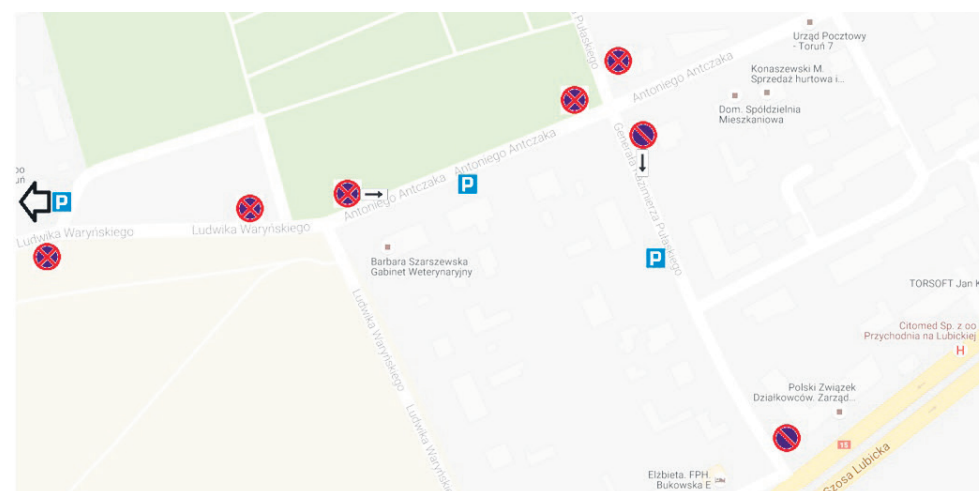 Pułaskiego
Urząd Pocztowy
- Toruń 7
Konaszewski M.
Sprzedaż hurtowa i...
Antoniego Antczaka
Dom. Spółdzielnia
Mieszkaniowa
Generała Kazimierza Pułaskiego
Antoniego Antczaka
Antoniego Antczaka
P
P
Ludwika Waryńskiego
Ludwika Waryńskiego
Barbara Szarszewska
Gabinet Weterynaryjny
P
TORSOFT Jan K
Ludwika Waryńskiego
Citomed Sp. z oo
Przychodnia na Lubickiej
H
Polski Związek
Działkowców. Zarząd...
Ludwika Waryńskiego
15
Szosa Lubicka
Elżbieta. FPH.
Bukowska E